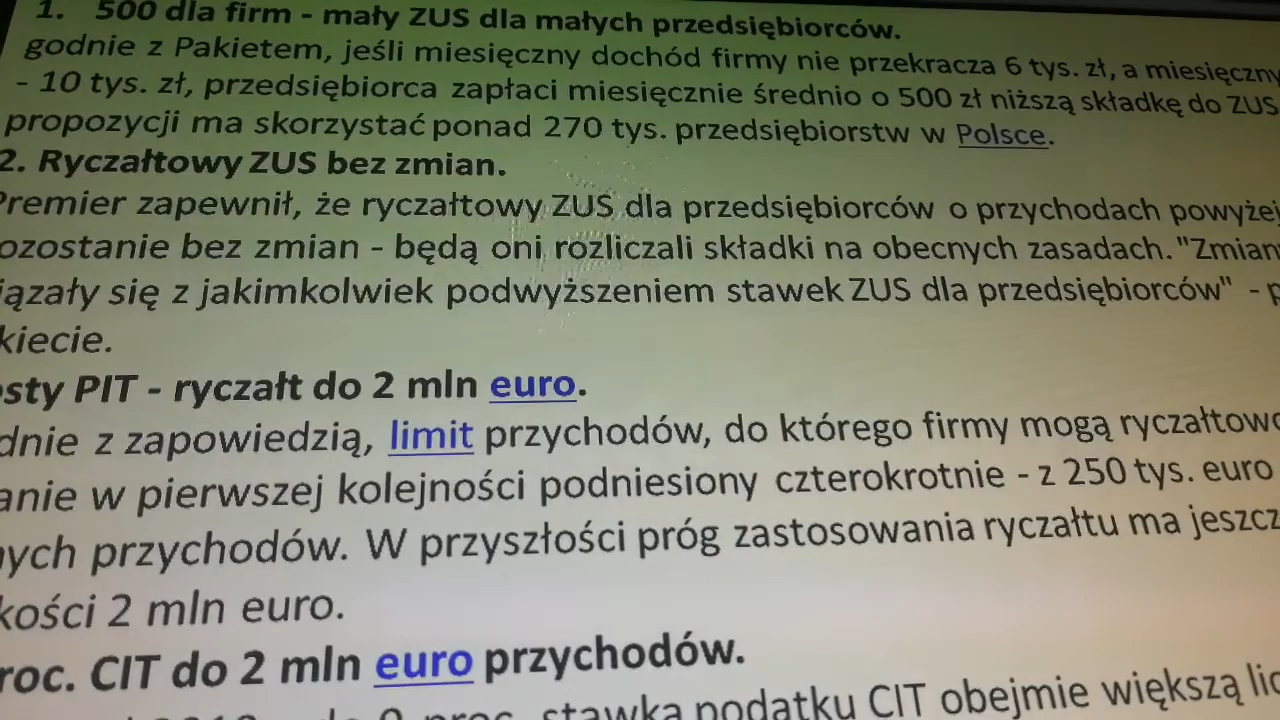 1. 500 dla firm - mały ZUS dla małych przedsiębiorców.
godnie z Pakietem, jeśli miesięczny dochód firmy nie przekracza 6 tys. zł, a miesięczny
- 10 tys. zł, przedsiębiorca zapłaci miesięcznie średnio o 500 zł niższą składkę do ZUS
propozycji ma skorzystać ponad 270 tys. przedsiębiorstw w Polsce.
2. Ryczałtowy ZUS bez zmian.
Premier zapewnił, że ryczałtowy ZUS dla przedsiębiorców o przychodach powyżej
ozostanie bez zmian - będą oni rozliczali składki na obecnych zasadach. "Zmiany
iązały się z jakimkolwiek podwyższeniem stawek ZUS dla przedsiębiorców" - p
kiecie.
osty PIT - ryczałt do 2 mln euro.
dnie z zapowiedzią, limit przychodów, do którego firmy mogą ryczałtowo
anie w pierwszej kolejności podniesiony czterokrotnie - z 250 tys. euro
nych przychodów. W przyszłości próg zastosowania ryczałtu ma jeszcz
kości 2 mln euro.
roc. CIT do 2 mln euro przychodów.
stawka podatku CIT obejmie większą lic